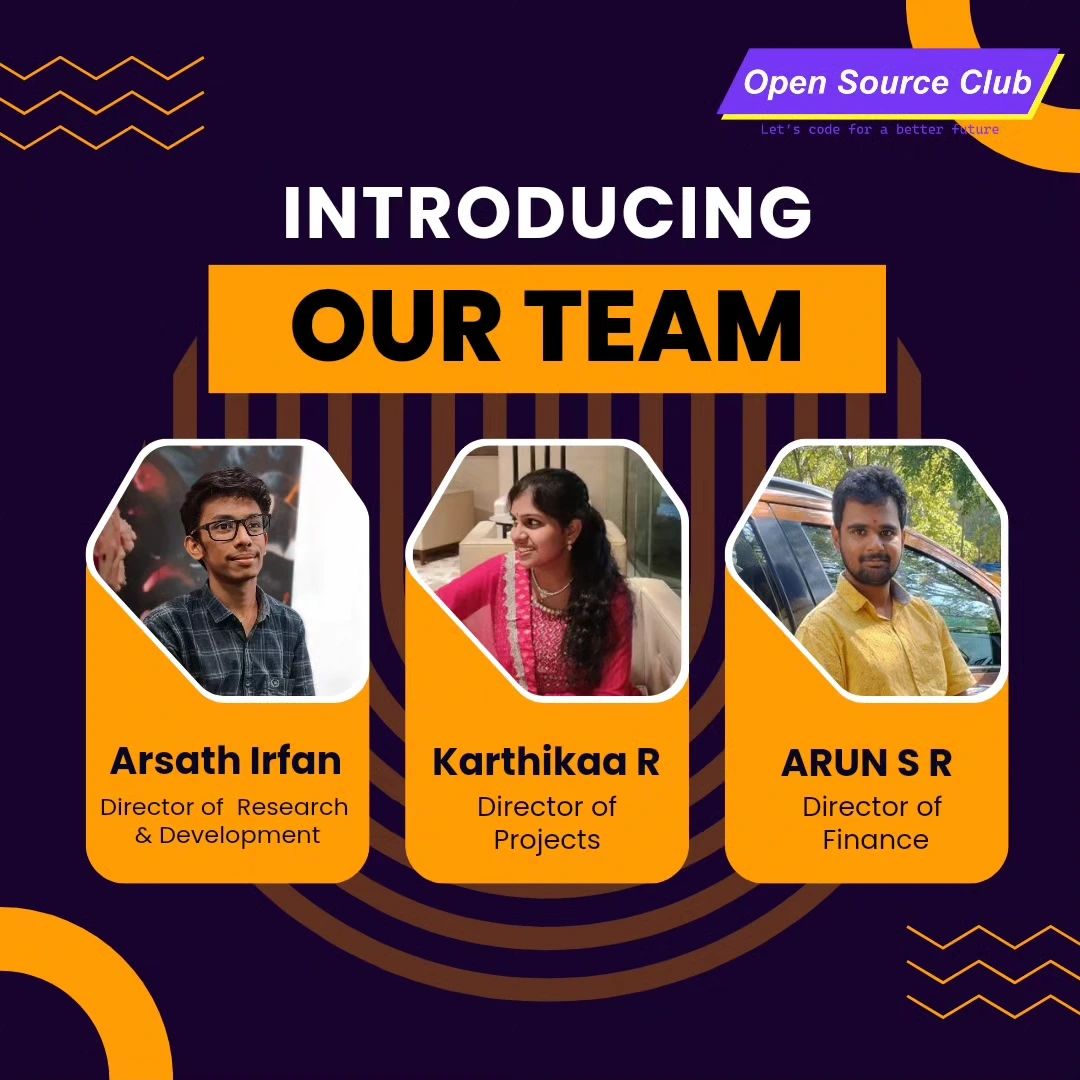 Open Source Club
Let's code for a better future
INTRODUCING
OUR TEAM
Arsath Irfan
Director of Research
& Development
Karthikaa R
Director of
Projects
ARUN S R
Director of
Finance